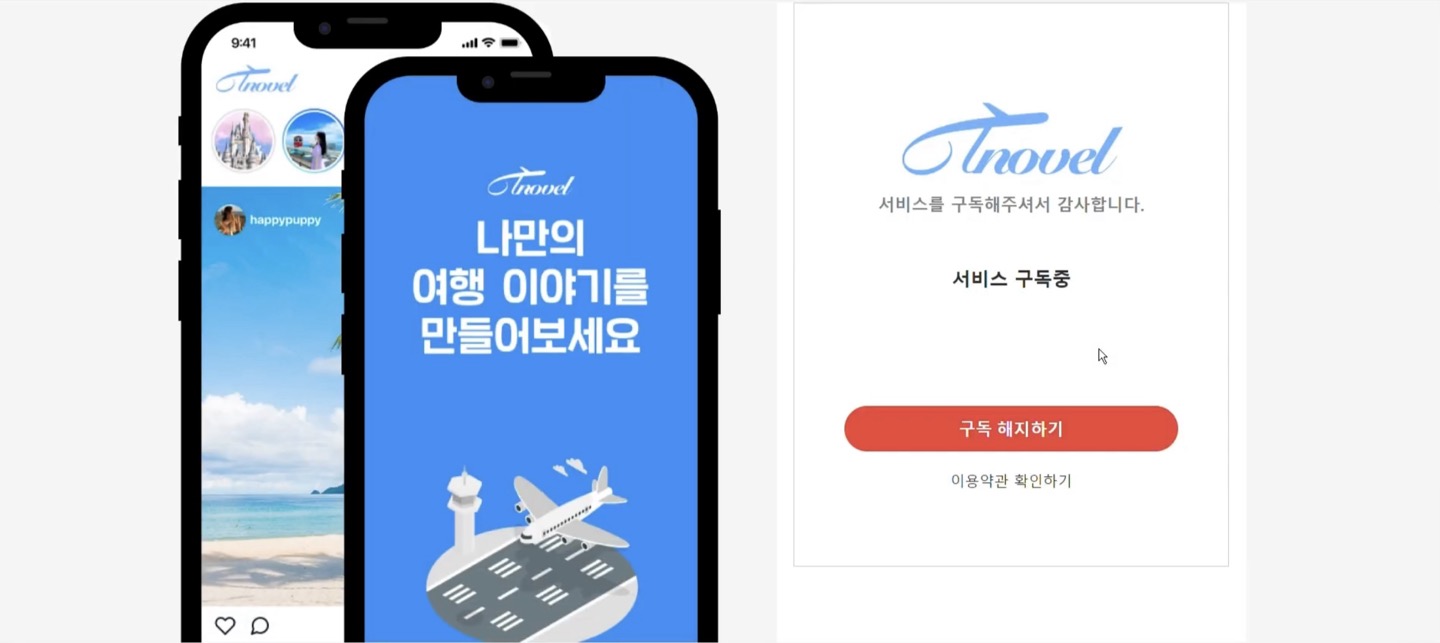 9:41
Tnovel
happypuppy
Tnovel
나만의
여행 이야기를
만들어보세요
Tnovel
서비스를 구독해주셔서 감사합니다.
서비스 구독중
구독 해지하기
이용약관 확인하기